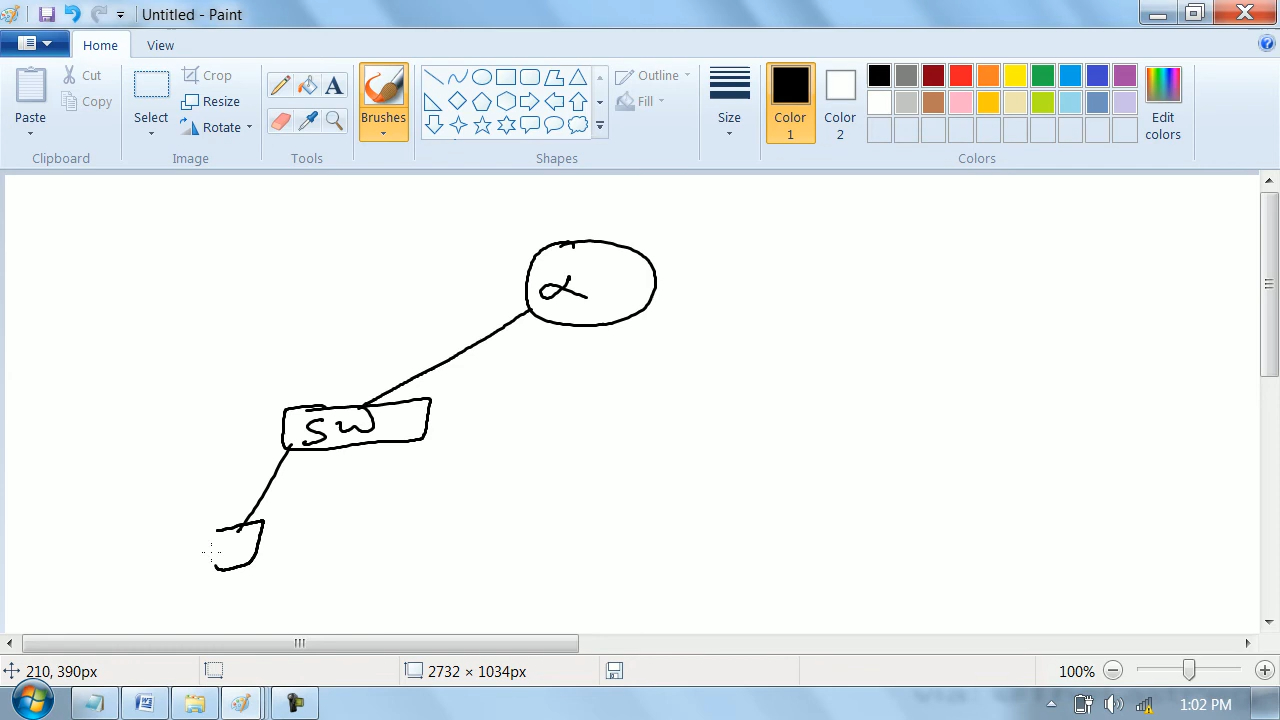 Untitled - Paint
Home
View
Paste
Cut
Copy
Clipboard
Select
Crop
Resize
Rotate
Image
A
Tools
Brushes
Outline
Fill
Shapes
Size
Color 1
Color 2
Edit colors
Colors
α
SW
210, 390px
2732 × 1034px
100%
1:02 PM